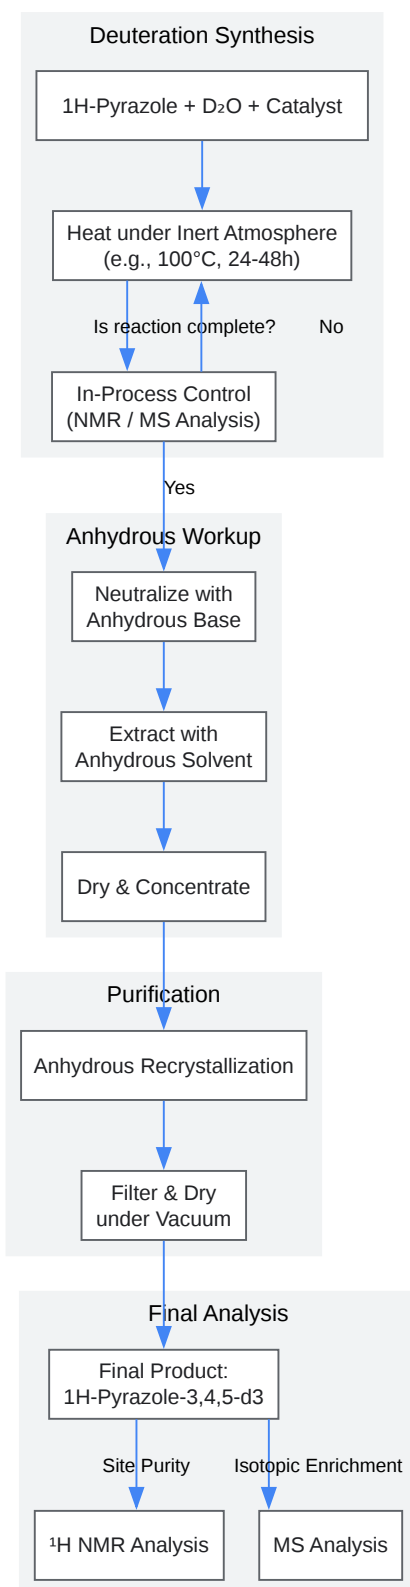 Deuteration Synthesis
1H-Pyrazole + D₂O + Catalyst
Heat under Inert Atmosphere
(e.g., 100°C, 24-48h)
Is reaction complete?
No
In-Process Control
(NMR / MS Analysis)
Yes
Anhydrous Workup
Neutralize with
Anhydrous Base
Extract with
Anhydrous Solvent
Dry & Concentrate
Purification
Anhydrous Recrystallization
Filter & Dry
under Vacuum
Final Analysis
Final Product:
1H-Pyrazole-3,4,5-d3
Site Purity
Isotopic Enrichment
¹H NMR Analysis
MS Analysis